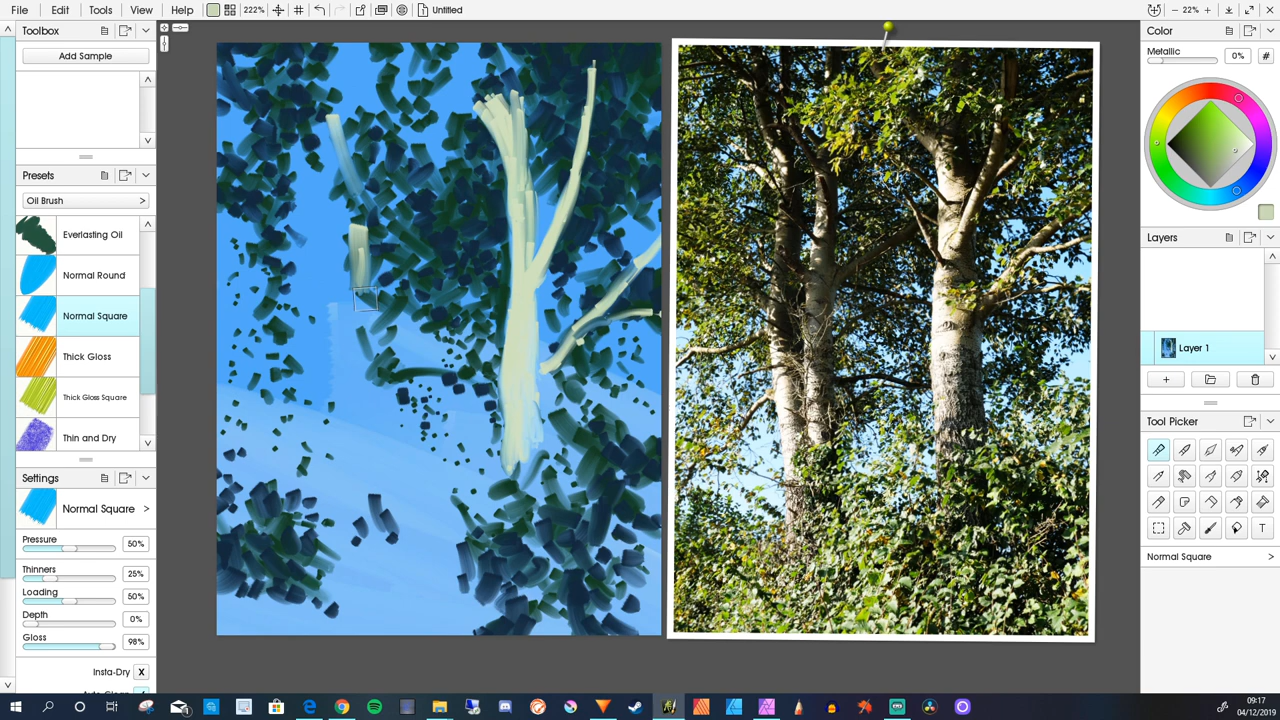 File Edit Tools View Help 222% Untitled 22%
Toolbox
Add Sample
Presets
Oil Brush >
Everlasting Oil
Normal Round
Normal Square
Thick Gloss
Thick Gloss Square
Thin and Dry
Settings
Normal Square >
Pressure
50%
Thinners
25%
Loading
50%
Depth
0%
Gloss
98%
Insta-Dry X
Color
Metallic
0% #
Layers
Layer 1
Tool Picker
T
Normal Square >
09:17
04/12/2019